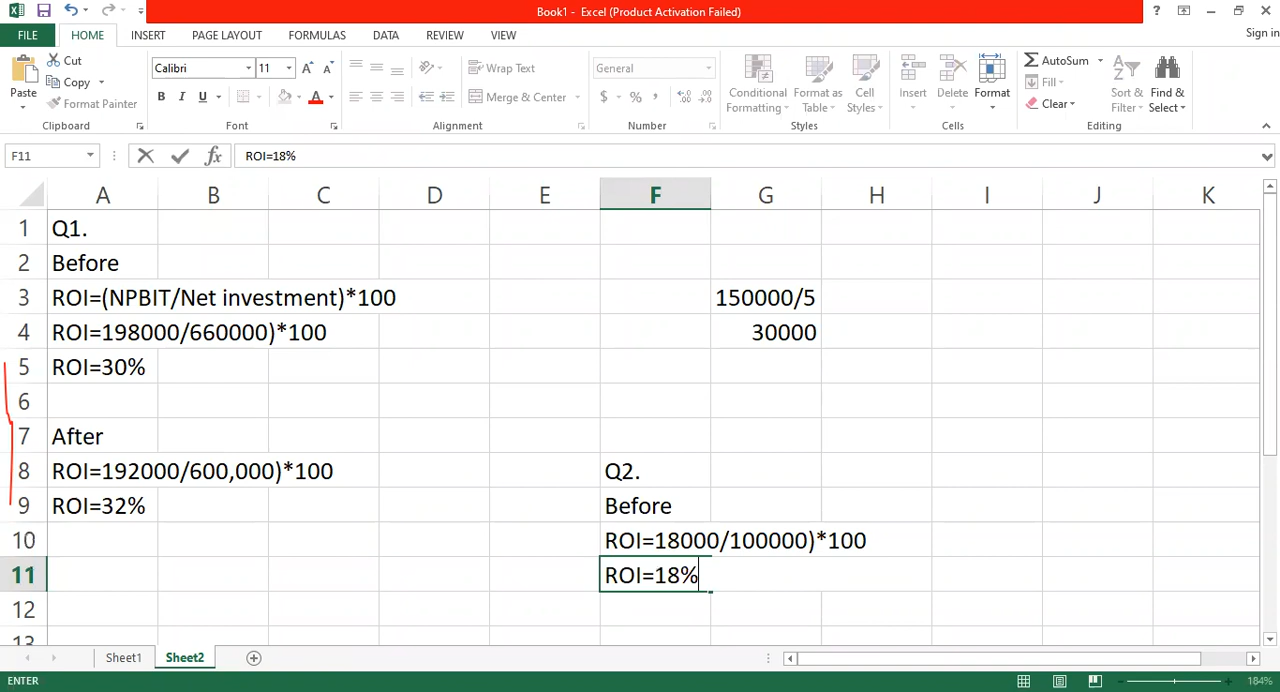 Book1 - Excel (Product Activation Failed)
?
FILE HOME INSERT PAGE LAYOUT FORMULAS DATA REVIEW VIEW Sign in
Cut
Copy
Format Painter
Paste
Calibri 11
B I U A
Wrap Text
Merge & Center
General
$ % ,
Conditional Formatting
Format as Table
Cell Styles
Insert
Delete
Format
AutoSum
Fill
Clear
Sort & Filter
Find & Select
Clipboard Font Alignment Number Styles Cells Editing
F11 fx ROI=18%
A B C D E F G H I J K
1 Q1.
2 Before
3 ROI=(NPBIT/Net investment)*100 150000/5
4 ROI=198000/660000)*100 30000
5 ROI=30%
6
7 After
8 ROI=192000/600,000)*100 Q2.
9 ROI=32% Before
10 ROI=18000/100000)*100
11 ROI=18%
12
13
Sheet1 Sheet2
ENTER 184%